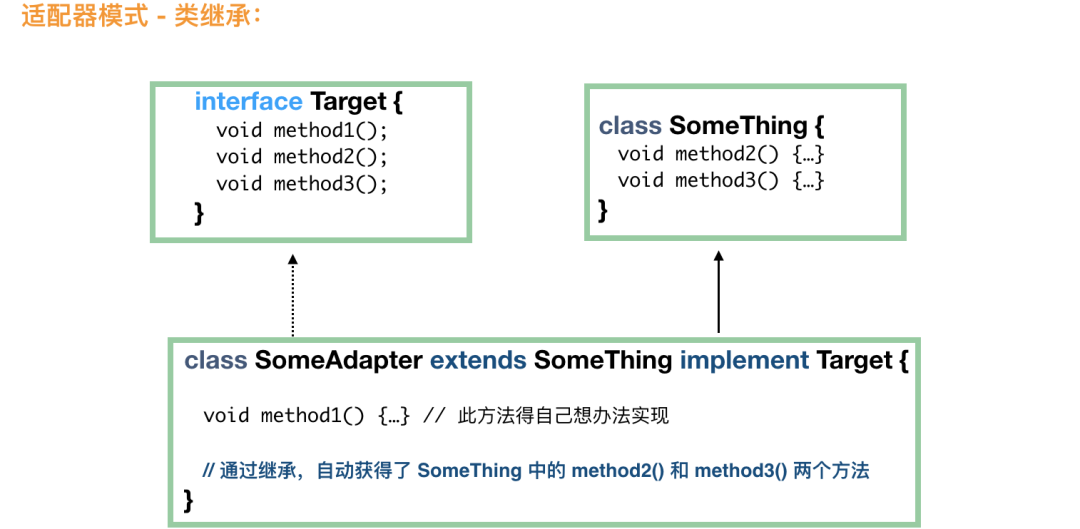 适配器模式 - 类继承：
interface Target {
void method1();
void method2();
void method3();
}
class SomeThing {
void method2() {…}
void method3() {…}
}
class SomeAdapter extends SomeThing implement Target {
void method1() {…} // 此方法得自己想办法实现
// 通过继承，自动获得了 SomeThing 中的 method2() 和 method3() 两个方法
}